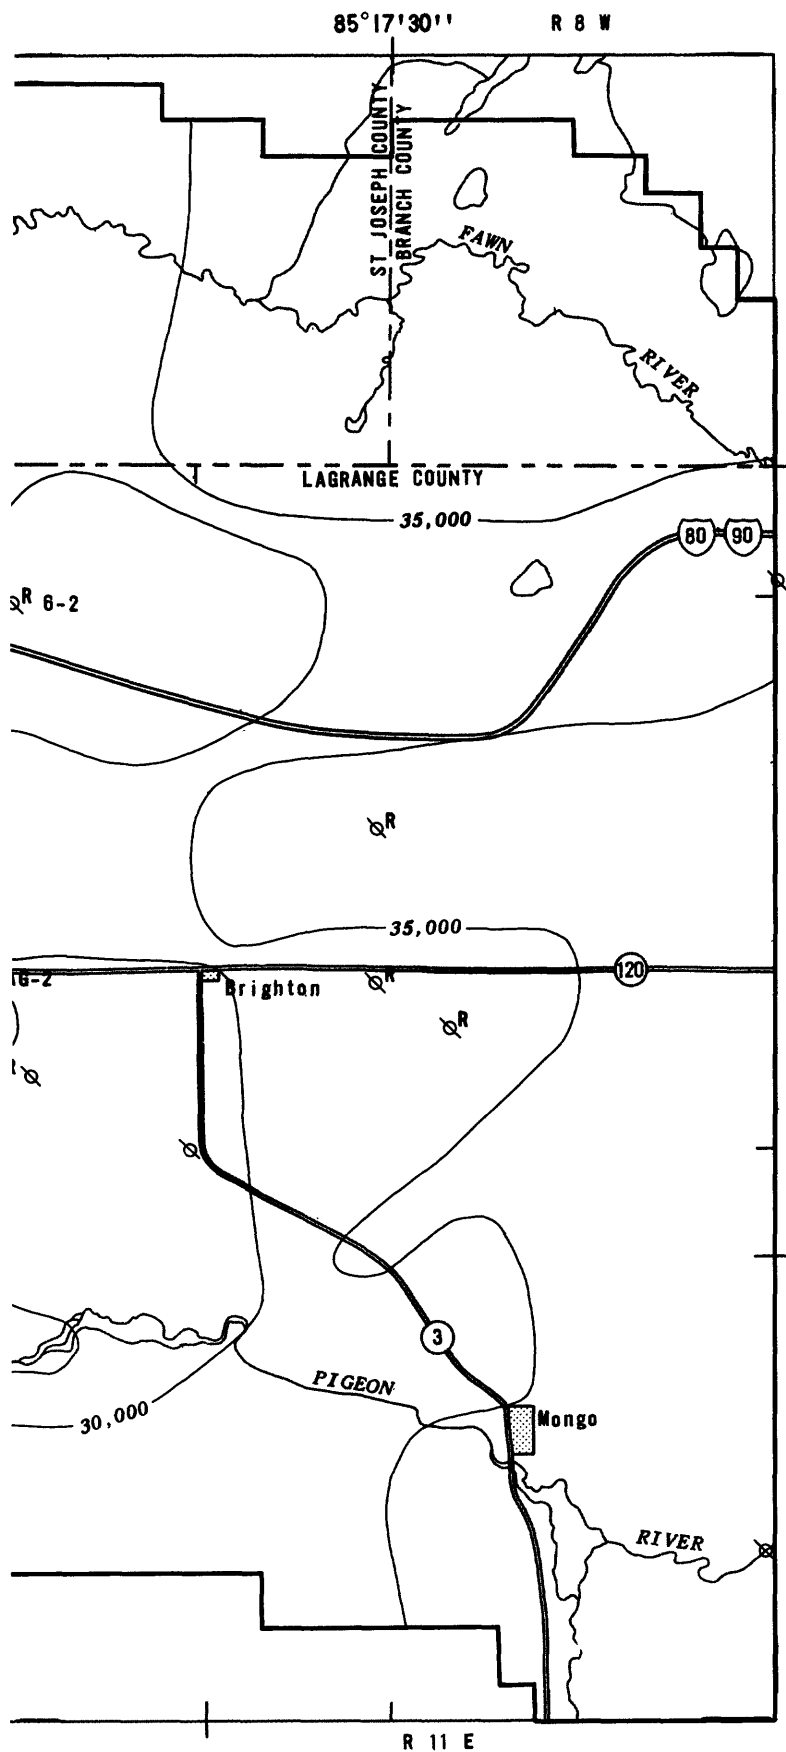 85°17'30''
R 8 W
ST JOSEPH COUNTY
BRANCH COUNTY
FAWN
RIVER
LAGRANGE COUNTY
35,000
80
90
R 6-2
R
35,000
120
G-2
Brighton
R
R
R
3
PIGEON
30,000
Mongo
RIVER
R 11 E